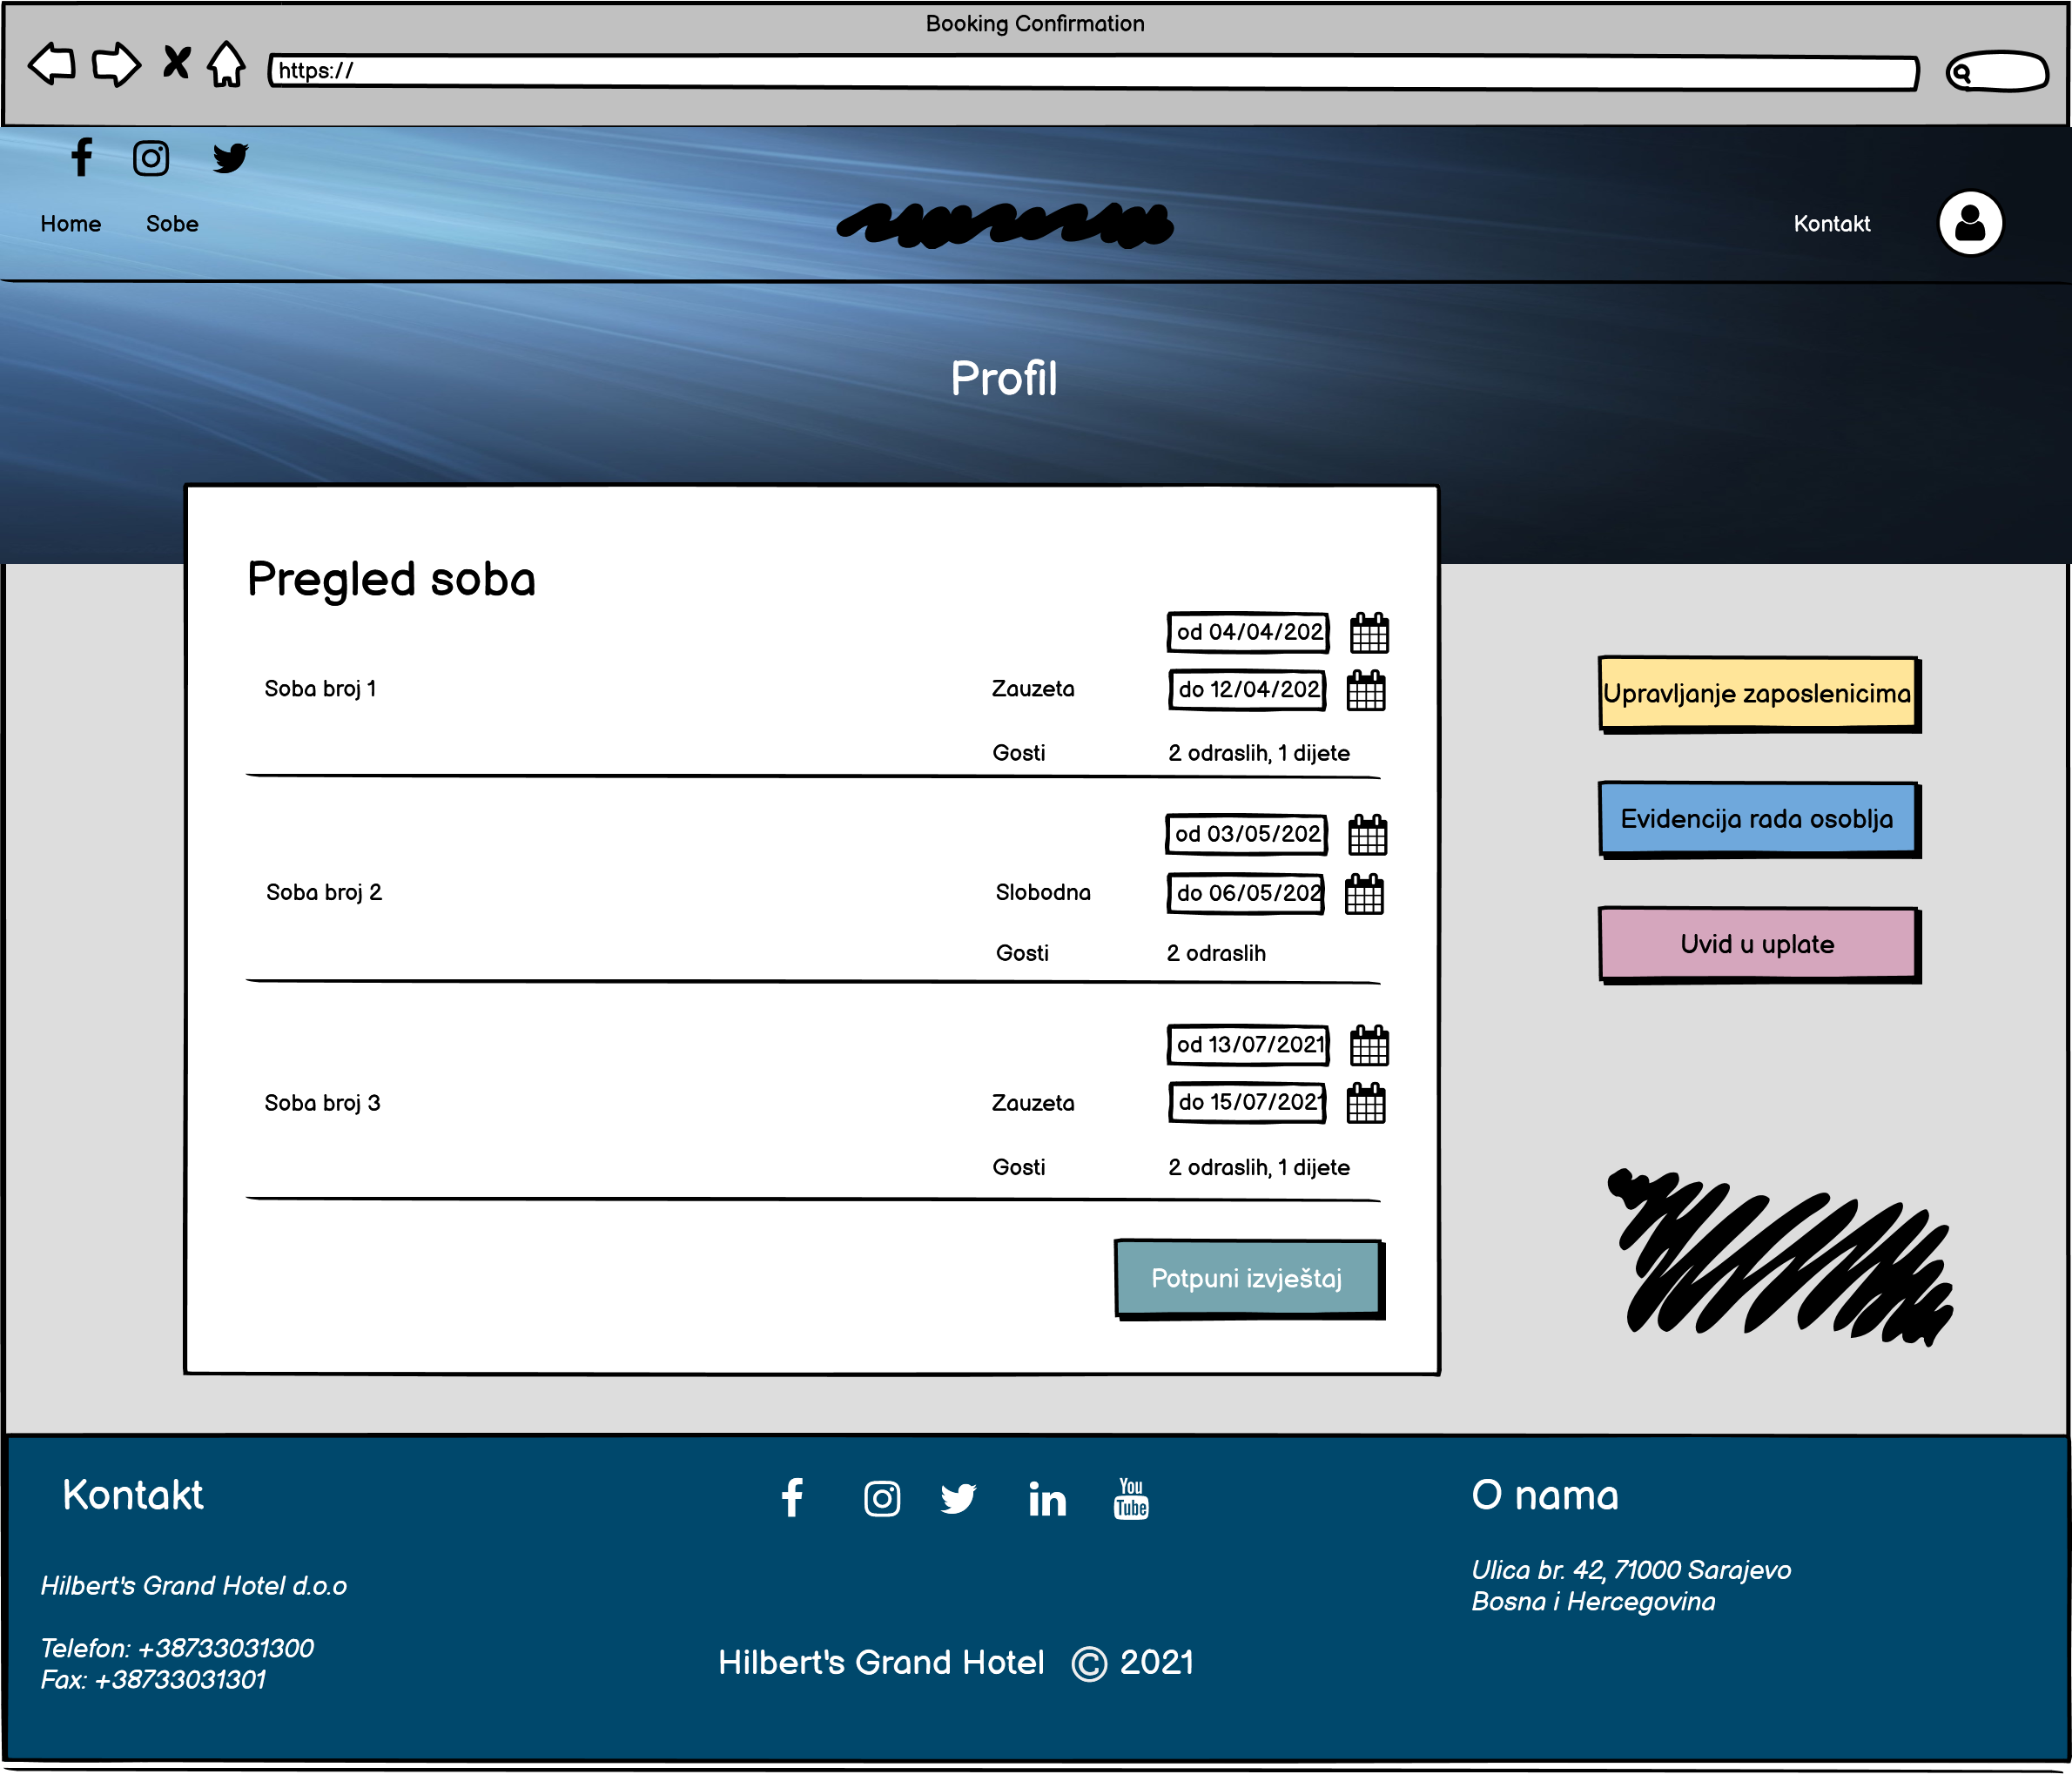 Booking Confirmation
https://
Home
Sobe
Kontakt
Profil
Pregled soba
od 04/04/202
Soba broj 1
Zauzeta
do 12/04/202
Gosti
2 odraslih, 1 dijete
od 03/05/202
Soba broj 2
Slobodna
do 06/05/202
Gosti
2 odraslih
od 13/07/2021
Soba broj 3
Zauzeta
do 15/07/2021
Gosti
2 odraslih, 1 dijete
Potpuni izvještaj
Upravljanje zaposlenicima
Evidencija rada osoblja
Uvid u uplate
Kontakt
Hilbert's Grand Hotel d.o.o
Telefon: +38733031300
Fax: +38733031301
in
You
Tube
Hilbert's Grand Hotel © 2021
O nama
Ulica br. 42, 71000 Sarajevo
Bosna i Hercegovina